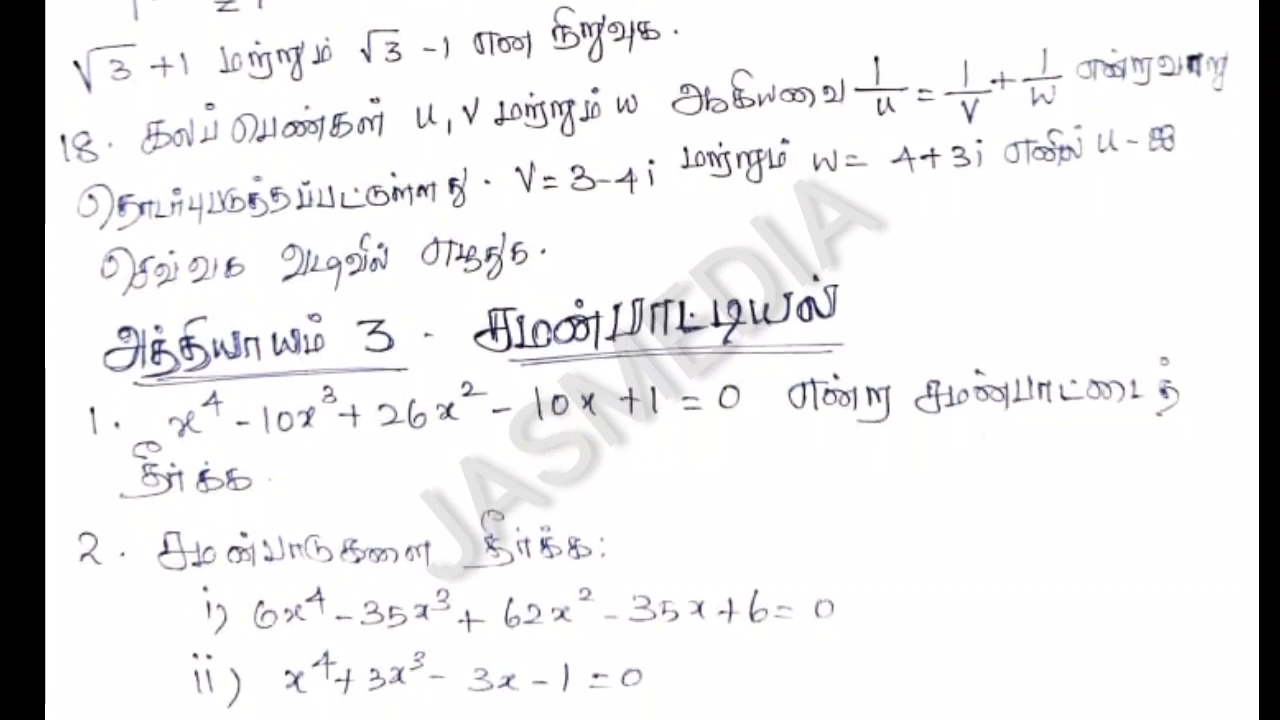 √3 + 1 மற்றும் √3 - 1 என நிறுவுக.
18. கலப்பெண்கள் u, v மற்றும் w ஆகியவை 1/u = 1/v + 1/w என்றவாறு
தொடர்புபடுத்தப்பட்டுள்ளது. v = 3-4i மற்றும் w = 4+3i எனில் u - ஐ
செவ்வக வடிவில் எழுதுக.
அத்தியாயம் 3 - சமன்பாட்டியல்
1. x⁴ - 10x³ + 26x² - 10x + 1 = 0 என்ற சமன்பாட்டைத்
தீர்க்க.
2. சமன்பாடுகளை தீர்க்க:
i) 6x⁴ - 35x³ + 62x² - 35x + 6 = 0
ii) x⁴ + 3x³ - 3x - 1 = 0
JASMEDIA